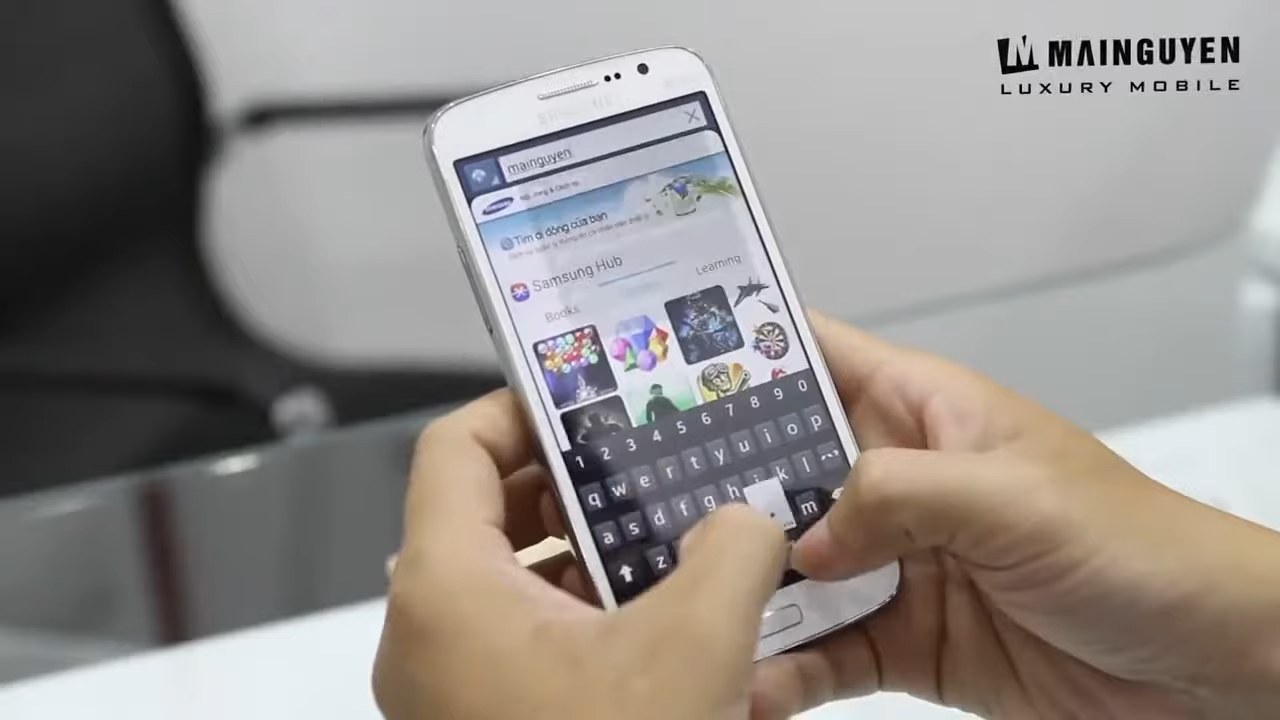 MAINGUYEN
LUXURY MOBILE
SAMSUNG
mainguyen
SAMSUNG
Tìm di động của bạn
Samsung Hub
Learning
Books
1 2 3 4 5 6 7 8 9 0
q w e r t y u i o p
a s d f g h j k l
z m